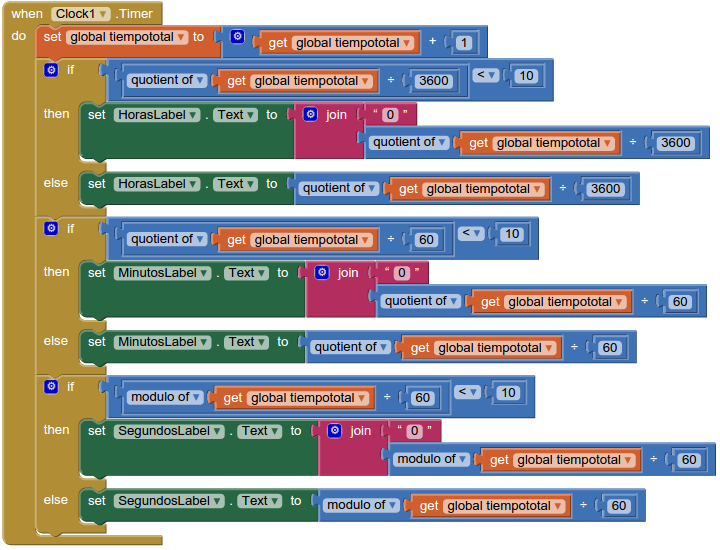 when Clock1 .Timer
do set global tiempototal to get global tiempototal + 1
if quotient of get global tiempototal ÷ 3600 < 10
then set HorasLabel . Text to join " 0 "
quotient of get global tiempototal ÷ 3600
else set HorasLabel . Text to quotient of get global tiempototal ÷ 3600
if quotient of get global tiempototal ÷ 60 < 10
then set MinutosLabel . Text to join " 0 "
quotient of get global tiempototal ÷ 60
else set MinutosLabel . Text to quotient of get global tiempototal ÷ 60
if modulo of get global tiempototal ÷ 60 < 10
then set SegundosLabel . Text to join " 0 "
modulo of get global tiempototal ÷ 60
else set SegundosLabel . Text to modulo of get global tiempototal ÷ 60